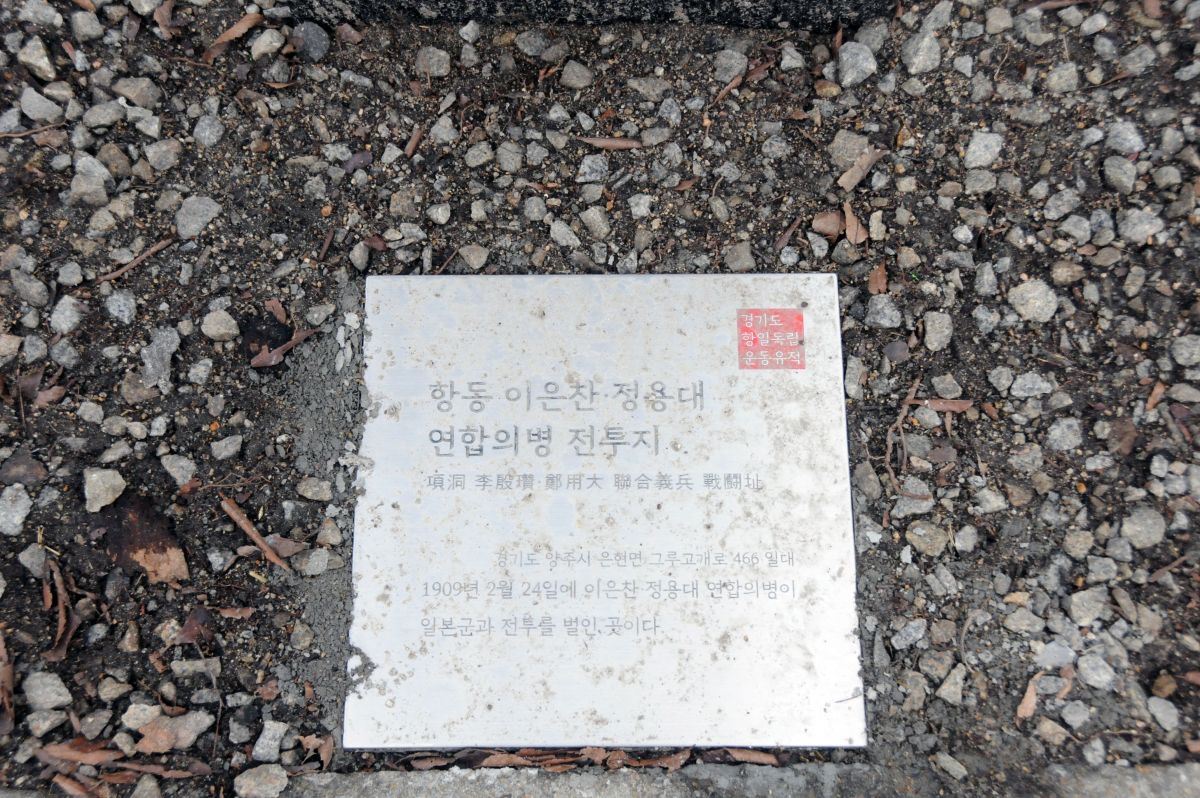 경기도
항일독립
운동유적
항동 이은찬·정용대
연합의병 전투지
項洞 李殷瓚·鄭用大 聯合義兵 戰鬪址
경기도 양주시 은현면 그루고개로 466 일대
1909년 2월 24일에 이은찬·정용대 연합의병이
일본군과 전투를 벌인 곳이다.